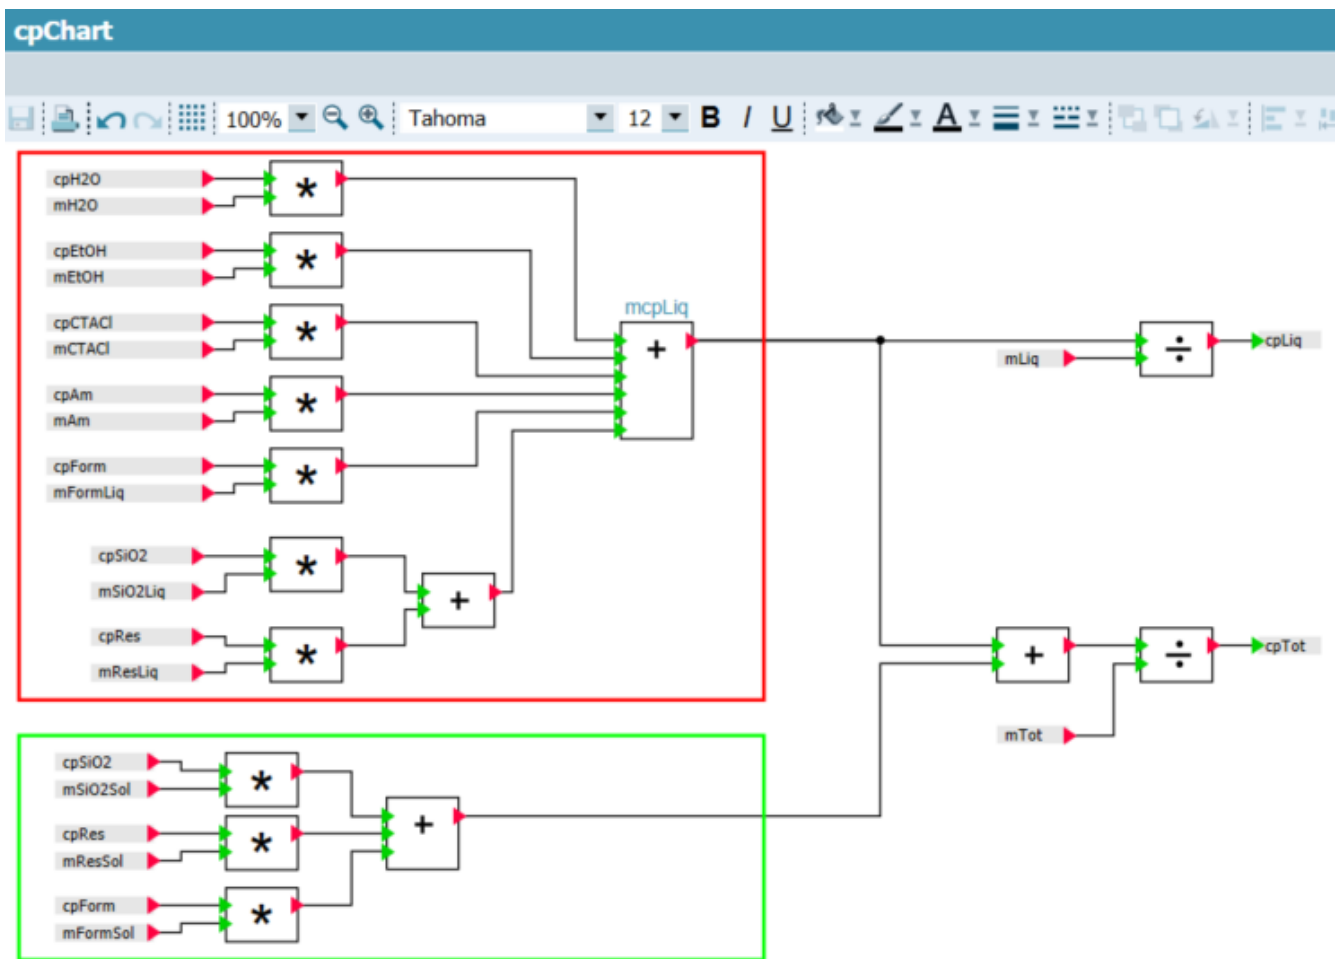 cpChart
100% Tahoma 12 B I U A
cpH2O
mH2O
*
cpEtOH
mEtOH
*
cpCTACl
mCTACl
*
cpAm
mAm
*
cpForm
mFormLiq
*
cpSiO2
mSiO2Liq
*
cpRes
mResLiq
*
+
mcpLiq
+
mLiq
÷
cpLiq
cpSiO2
mSiO2Sol
*
cpRes
mResSol
*
cpForm
mFormSol
*
+
+
mTot
÷
cpTot